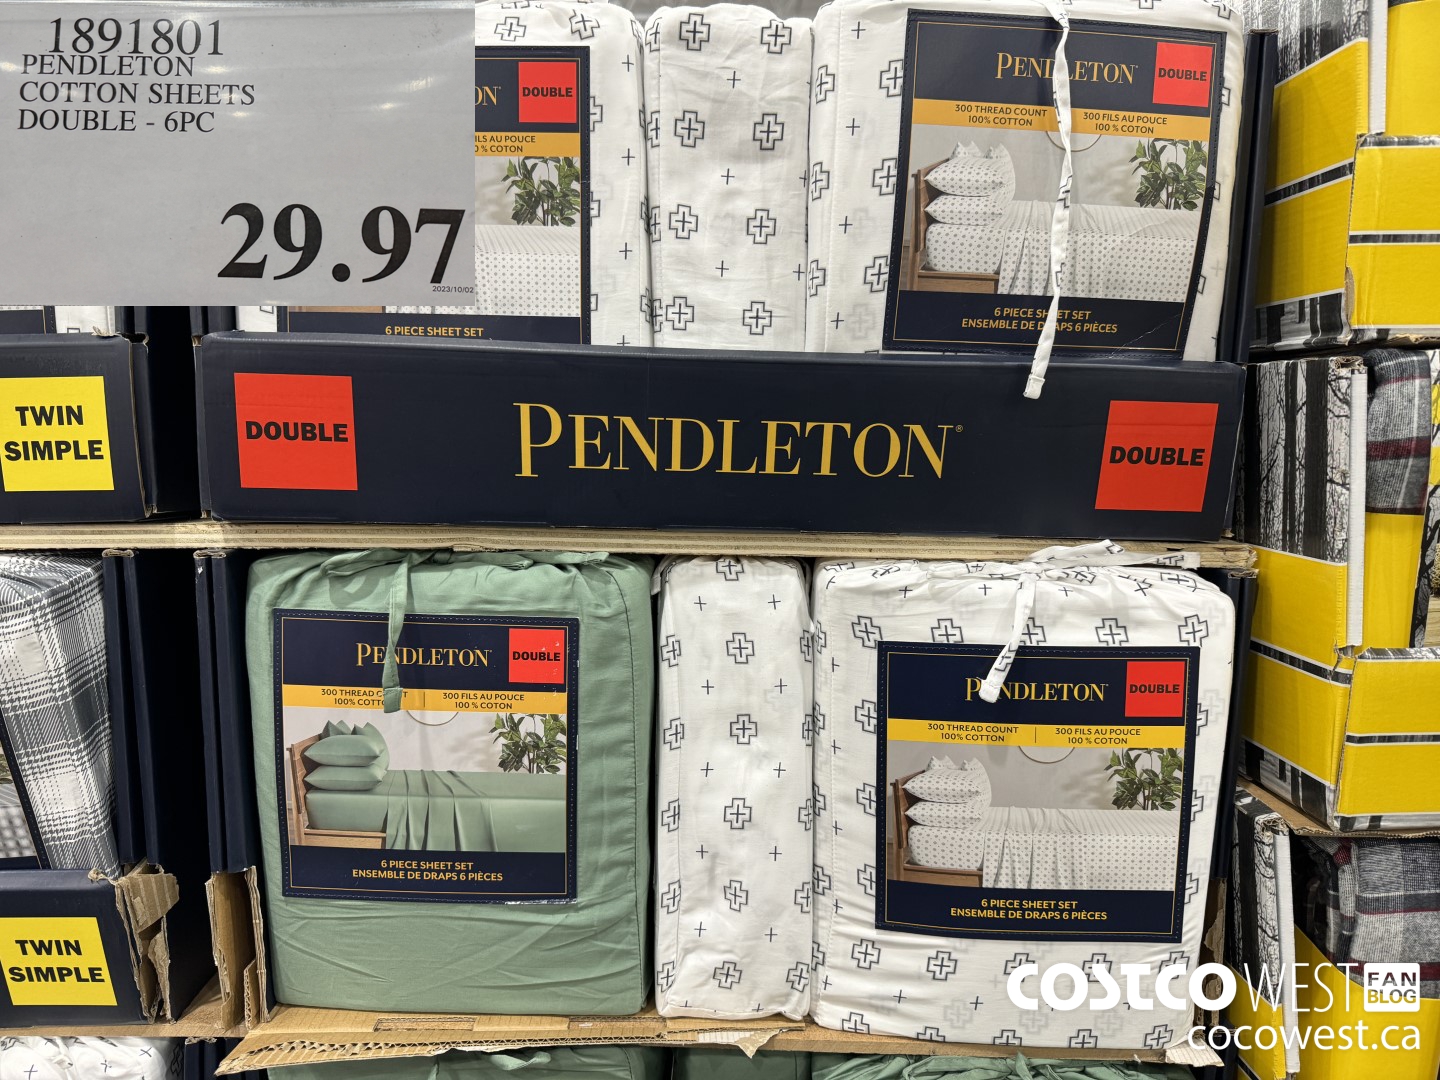 1891801
PENDLETON
COTTON SHEETS
DOUBLE - 6PC
29.97
2023/10/02
DOUBLE
6 PIECE SHEET SET
PENDLETON
DOUBLE
300 THREAD COUNT
100% COTTON
300 FILS AU POUCE
100 % COTON
6 PIECE SHEET SET
ENSEMBLE DE DRAPS 6 PIÈCES
TWIN
SIMPLE
DOUBLE
PENDLETON®
DOUBLE
PENDLETON
DOUBLE
300 THREAD
100% COTTON
300 FILS AU POUCE
100 % COTON
6 PIECE SHEET SET
ENSEMBLE DE DRAPS 6 PIÈCES
PENDLETON
DOUBLE
300 THREAD COUNT
100% COTTON
300 FILS AU POUCE
100 % COTON
6 PIECE SHEET SET
ENSEMBLE DE DRAPS 6 PIÈCES
TWIN
SIMPLE
COSTCO WEST FAN BLOG
cocowest.ca